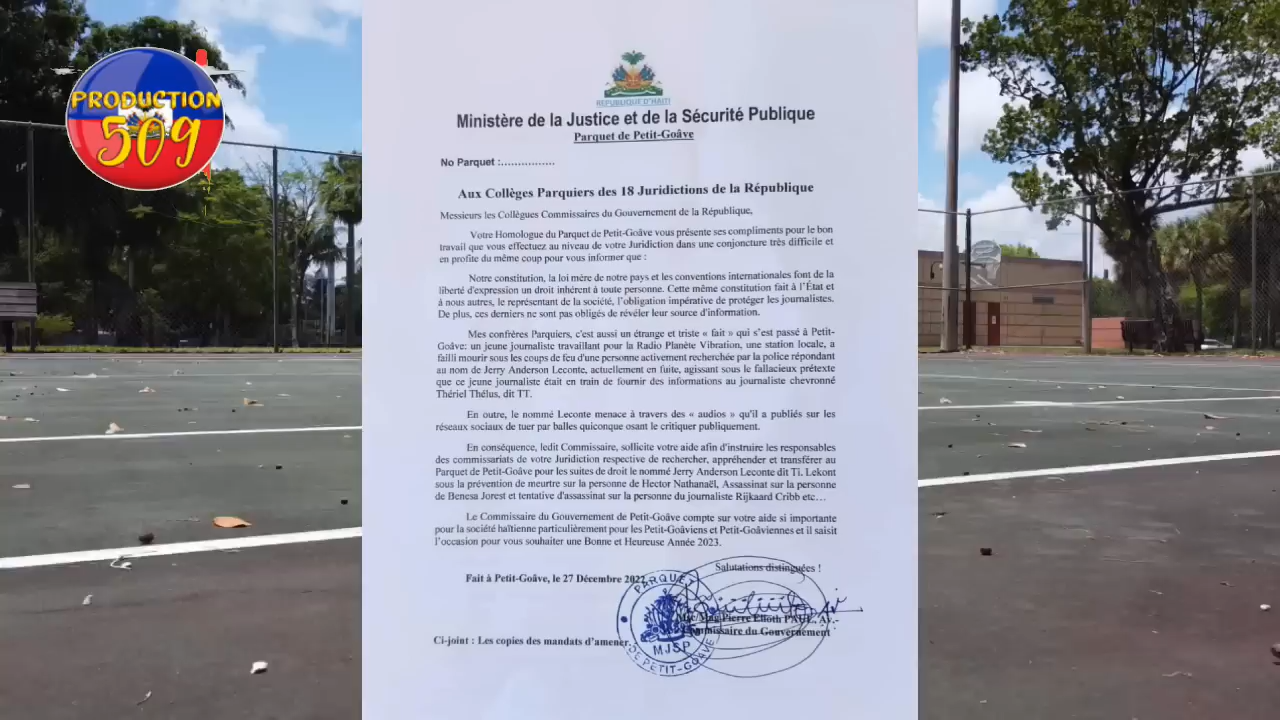 PRODUCTION
509
REPUBLIQUE D'HAITI
Ministère de la Justice et de la Sécurité Publique
Parquet de Petit-Goâve
No Parquet :................
Aux Collèges Parquiers des 18 Juridictions de la République
Messieurs les Collégues Commissaires du Gouvernement de la République,
Votre Homologue du Parquet de Petit-Goâve vous présente ses compliments pour le bon
travail que vous effectuez au niveau de votre Juridiction dans une conjoncture très difficile et
en profite du même coup pour vous informer que :
Notre constitution, la loi mère de notre pays et les conventions internationales font de la
liberté d'expression un droit inhérent à toute personne. Cette même constitution fait à l'État et
à nous autres, le représentant de la société, l'obligation impérative de protéger les journalistes.
De plus, ces derniers ne sont pas obligés de révéler leur source d'information.
Mes confrères Parquiers, c'est aussi un étrange et triste « fait » qui s'est passé à Petit-
Goâve: un jeune journaliste travaillant pour la Radio Planète Vibration, une station locale, a
failli mourir sous les coups de feu d'une personne activement recherchée par la police répondant
au nom de Jerry Anderson Leconte, actuellement en fuite, agissant sous le fallacieux prétexte
que ce jeune journaliste était en train de fournir des informations au journaliste chevronné
Thériel Thélus, dit TT.
En outre, le nommé Leconte menace à travers des « audios » qu'il a publiés sur les
réseaux sociaux de tuer par balles quiconque osant le critiquer publiquement.
En conséquence, ledit Commissaire, sollicite votre aide afin d'instruire les responsables
des commissariats de votre Juridiction respective de rechercher, appréhender et transférer au
Parquet de Petit-Goâve pour les suites de droit le nommé Jerry Anderson Leconte dit Ti. Lekont
sous la prévention de meurtre sur la personne de Hector Nathanaël, Assassinat sur la personne
de Benesa Jorest et tentative d'assassinat sur la personne du journaliste Rijkaard Cribb etc…
Le Commissaire du Gouvernement de Petit-Goâve compte sur votre aide si importante
pour la société haïtienne particulièrement pour les Petit-Goâviens et Petit-Goâviennes et il saisit
l'occasion pour vous souhaiter une Bonne et Heureuse Année 2023.
Salutations distinguées !
Fait à Petit-Goâve, le 27 Décembre 2022
PARQUET
Pierre Elioth PAUL, Av.-
Commissaire du Gouvernement
MJSP
DE PETIT-GOÂVE
Ci-joint : Les copies des mandats d'amener.